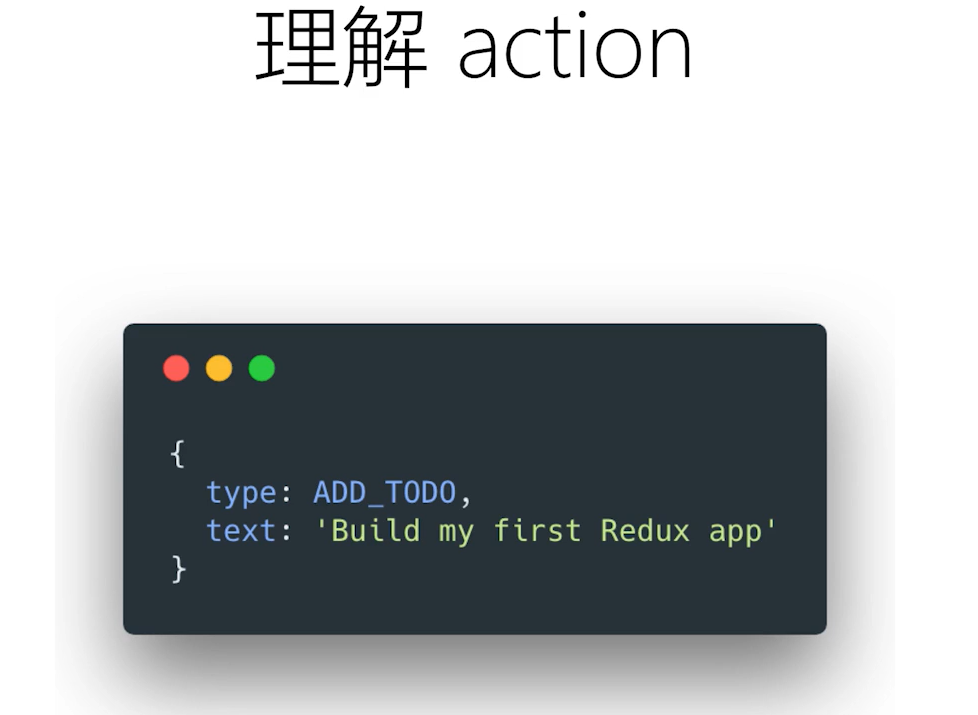 理解 action
{
  type: ADD_TODO,
  text: 'Build my first Redux app'
}